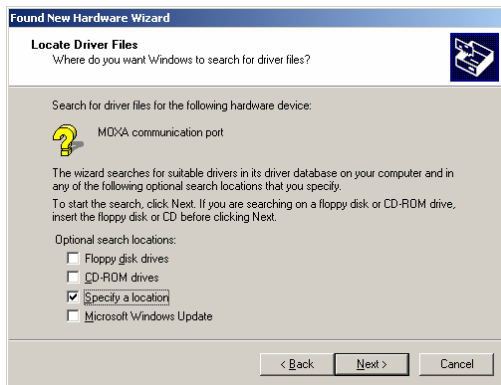 Found New Hardware Wizard
Locate Driver Files
Where do you want Windows to search for driver files?
Search for driver files for the following hardware device:
MOXA communication port
The wizard searches for suitable drivers in its driver database on your computer and in
any of the following optional search locations that you specify.
To start the search, click Next. If you are searching on a floppy disk or CD-ROM drive,
insert the floppy disk or CD before clicking Next.
Optional search locations:
Floppy disk drives
CD-ROM drives
Specify a location
Microsoft Windows Update
< Back
Next >
Cancel